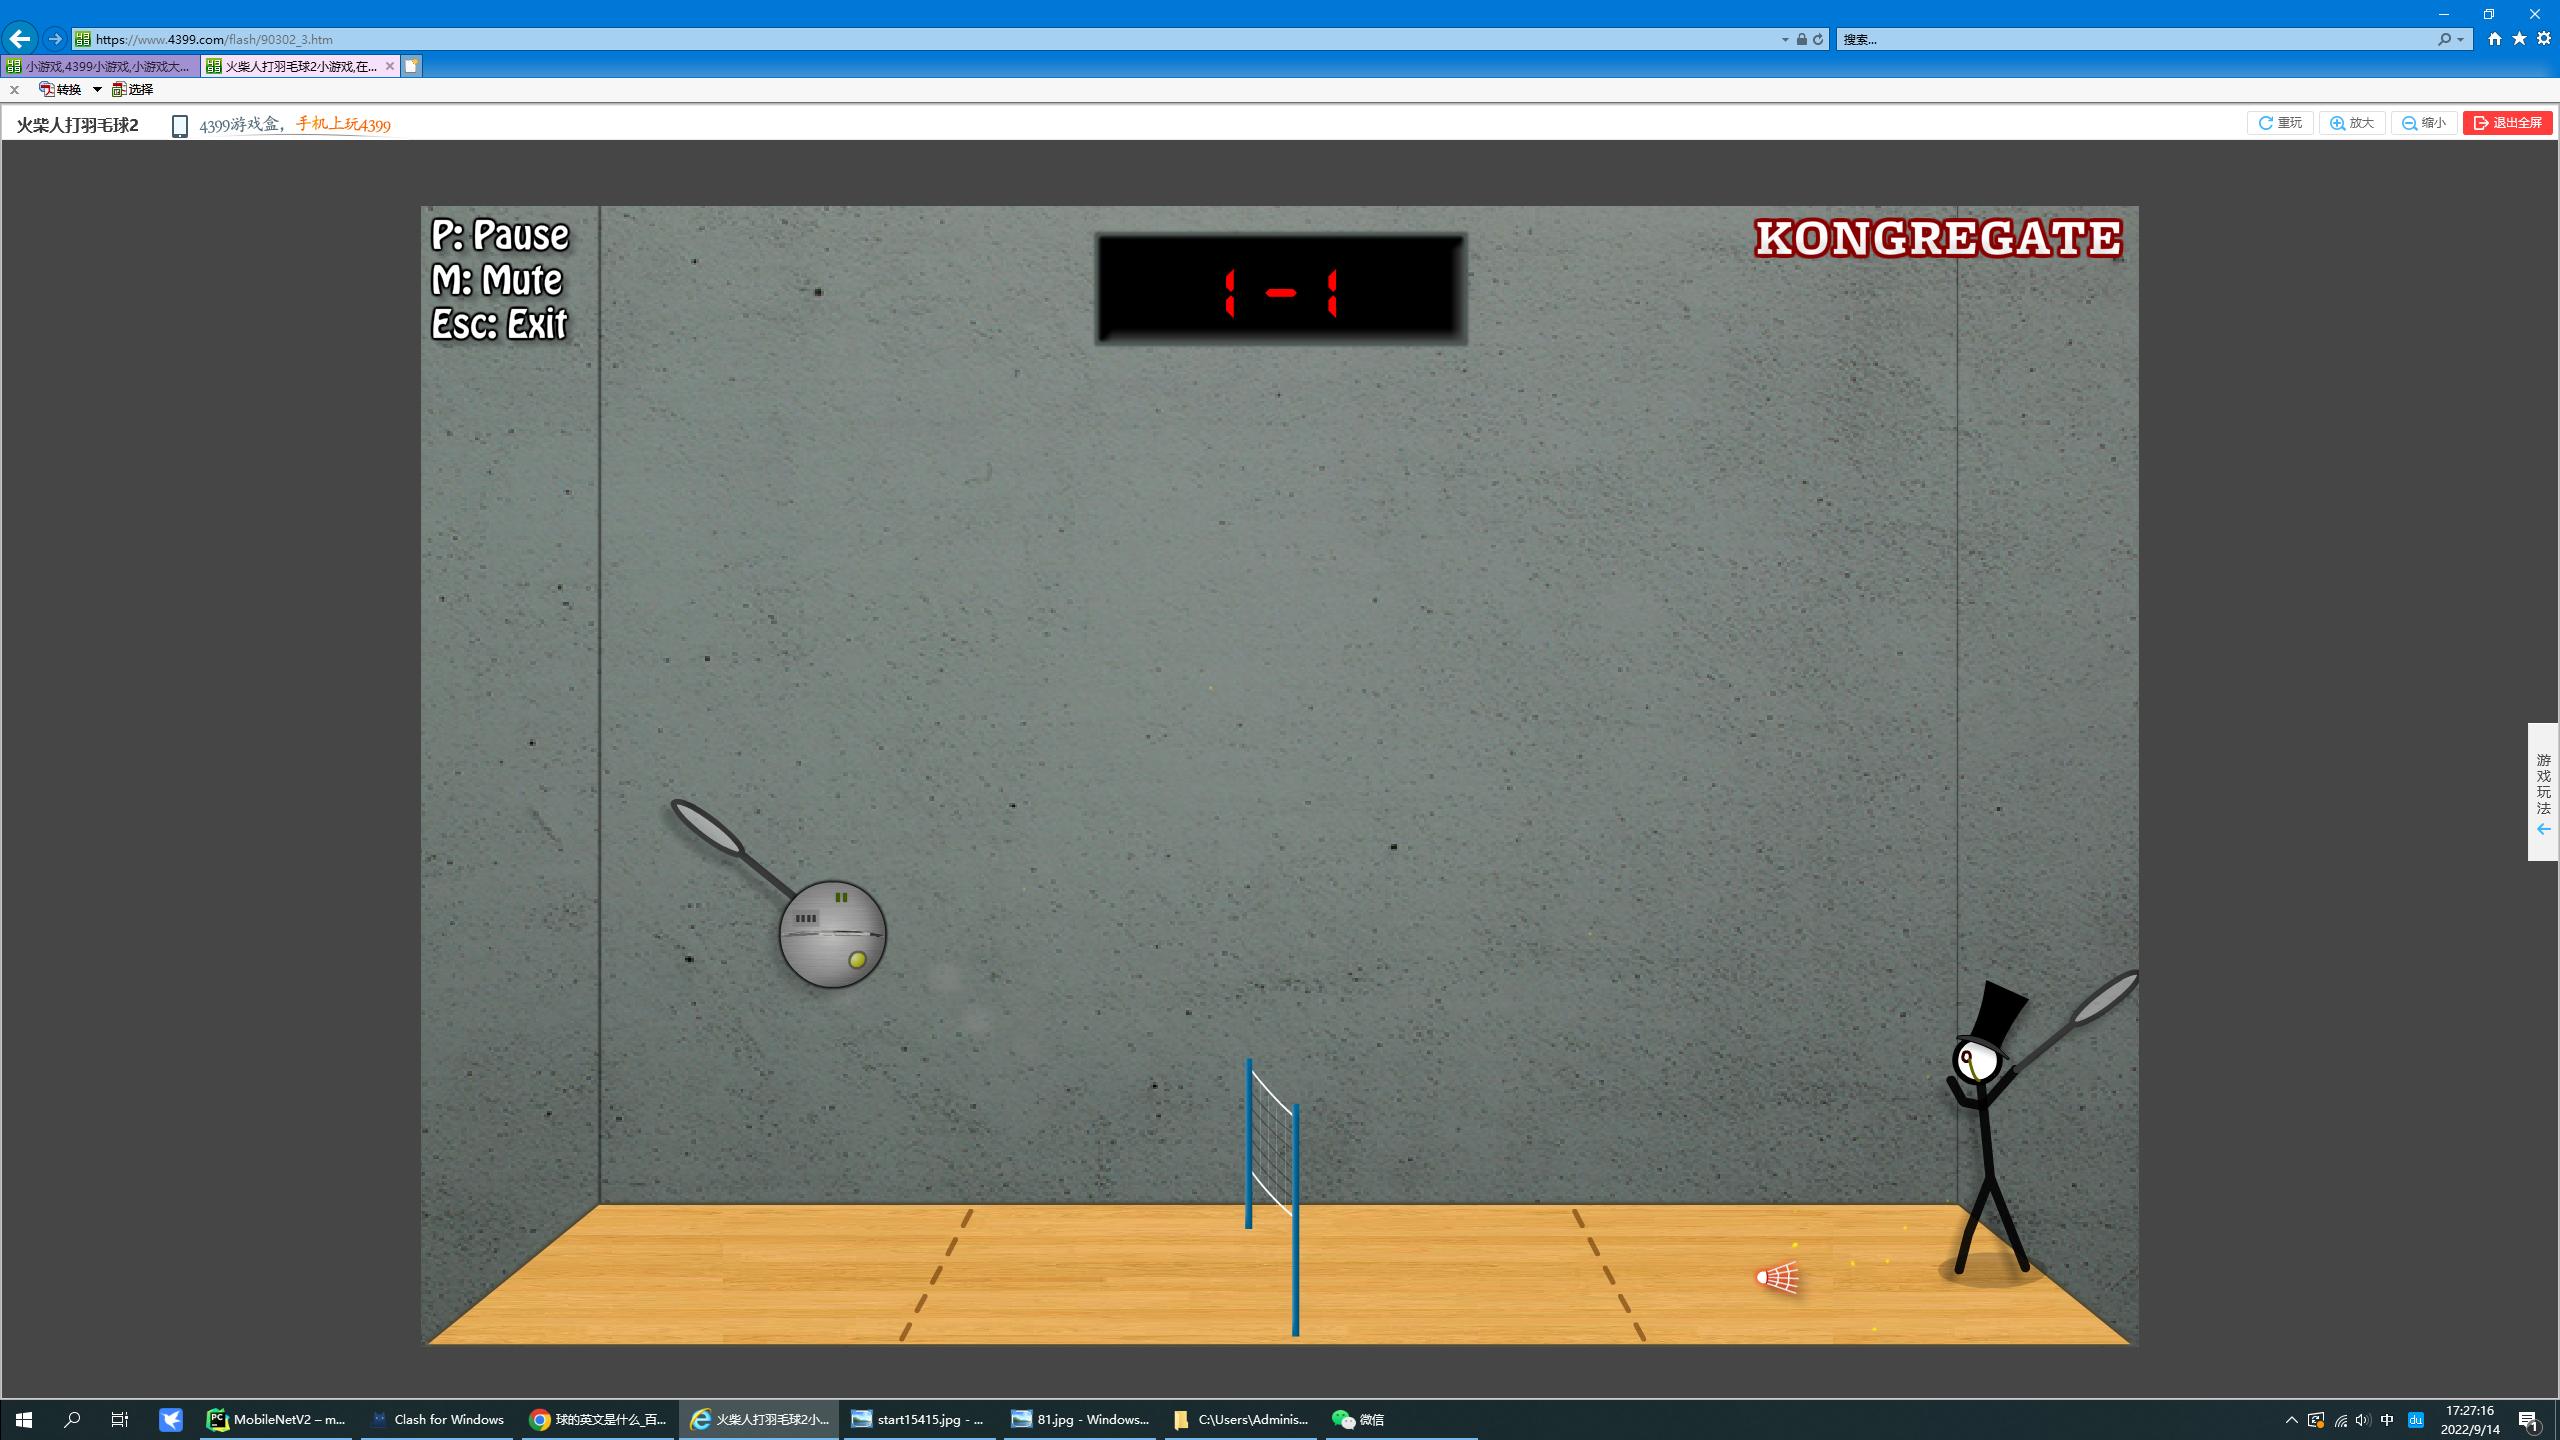 https://www.4399.com/flash/90302_3.htm
搜索...
小游戏,4399小游戏,小游戏大...
火柴人打羽毛球2小游戏,在...
转换
选择
火柴人打羽毛球2
4399游戏盒，手机上玩4399
重玩
放大
缩小
退出全屏
P: Pause
M: Mute
Esc: Exit
1 - 1
KONGREGATE
游戏玩法
MobileNetV2 – m...
Clash for Windows
球的英文是什么_百...
火柴人打羽毛球2小...
start15415.jpg - ...
81.jpg - Windows...
C:\Users\Adminis...
微信
中
du
17:27:16
2022/9/14
1